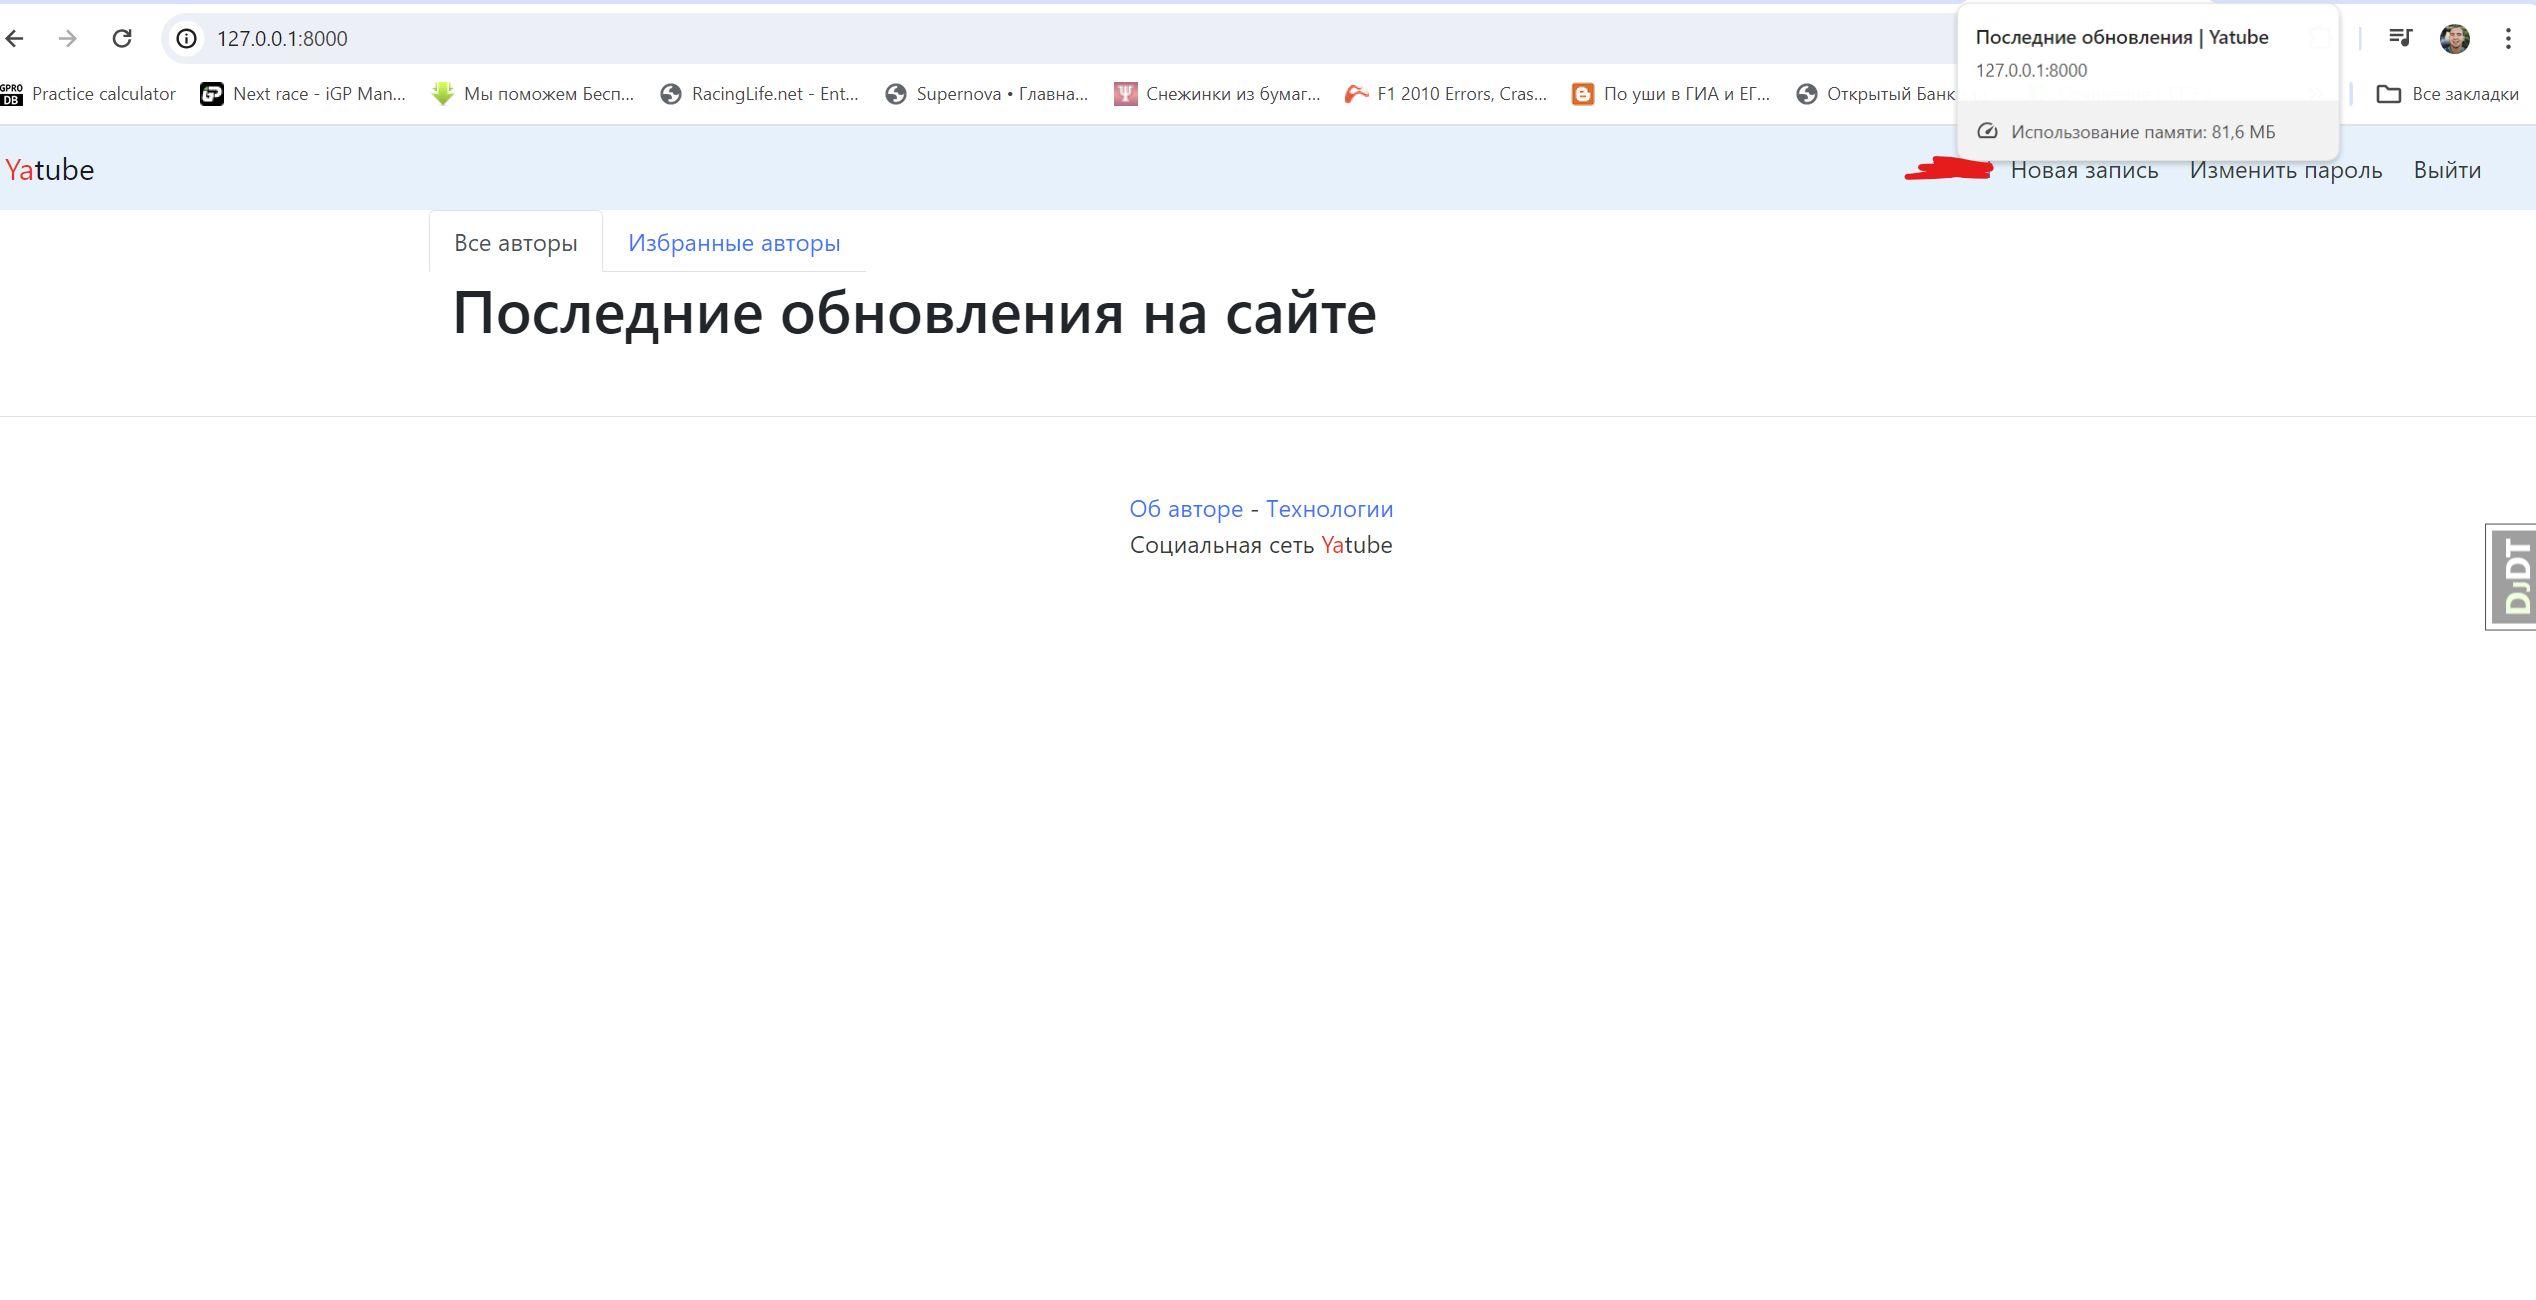 127.0.0.1:8000
Последние обновления | Yatube
127.0.0.1:8000
GPRO DB Practice calculator
GP Next race - iGP Man...
Мы поможем Бесп...
RacingLife.net - Ent...
Supernova • Главна...
Ψ Снежинки из бумаг...
F1 2010 Errors, Cras...
По уши в ГИА и ЕГ...
Открытый Банк
Все закладки
Использование памяти: 81,6 МБ
Yatube
Новая запись
Изменить пароль
Выйти
Все авторы
Избранные авторы
Последние обновления на сайте
Об авторе - Технологии
Социальная сеть Yatube
DJDT